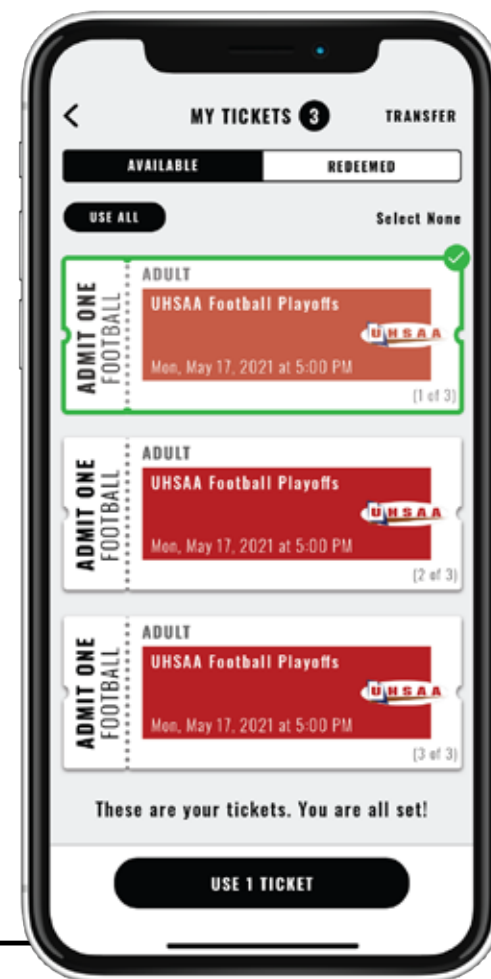 MY TICKETS 3 TRANSFER
AVAILABLE REDEEMED
USE ALL Select None
ADMIT ONE
FOOTBALL
ADULT
UHSAA Football Playoffs
UHSAA
Mon, May 17, 2021 at 5:00 PM
(1 of 3)
ADMIT ONE
FOOTBALL
ADULT
UHSAA Football Playoffs
UHSAA
Mon, May 17, 2021 at 5:00 PM
(2 of 3)
ADMIT ONE
FOOTBALL
ADULT
UHSAA Football Playoffs
UHSAA
Mon, May 17, 2021 at 5:00 PM
(3 of 3)
These are your tickets. You are all set!
USE 1 TICKET